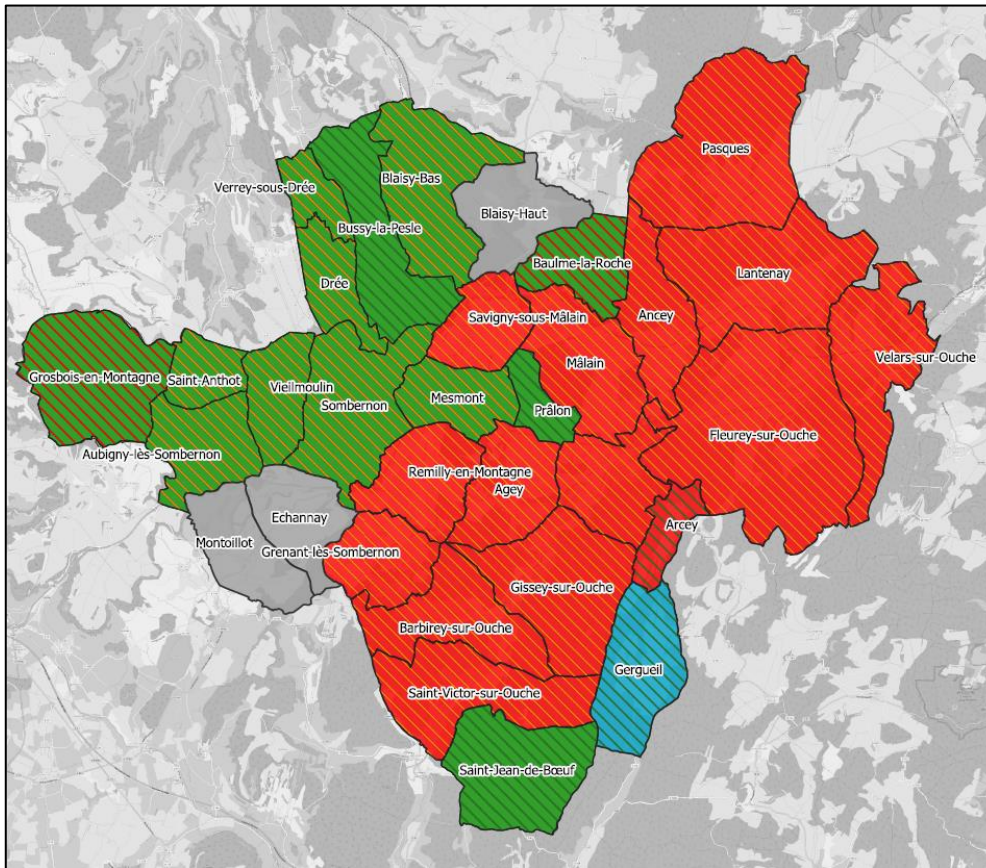 Pasques
Verrey-sous-Drée
Blaisy-Bas
Blaisy-Haut
Bussy-la-Pesle
Baulme-la-Roche
Lantenay
Drée
Savigny-sous-Mâlain
Ancey
Velars-sur-Ouche
Mâlain
Grosbois-en-Montagne
Saint-Anthot
Vieilmoulin
Sombernon
Mesmont
Prâlon
Fleurey-sur-Ouche
Aubigny-lès-Sombernon
Remilly-en-Montagne
Agey
Echannay
Arcey
Montoillot
Grenant-lès-Sombernon
Gissey-sur-Ouche
Barbirey-sur-Ouche
Gergueil
Saint-Victor-sur-Ouche
Saint-Jean-de-Bœuf